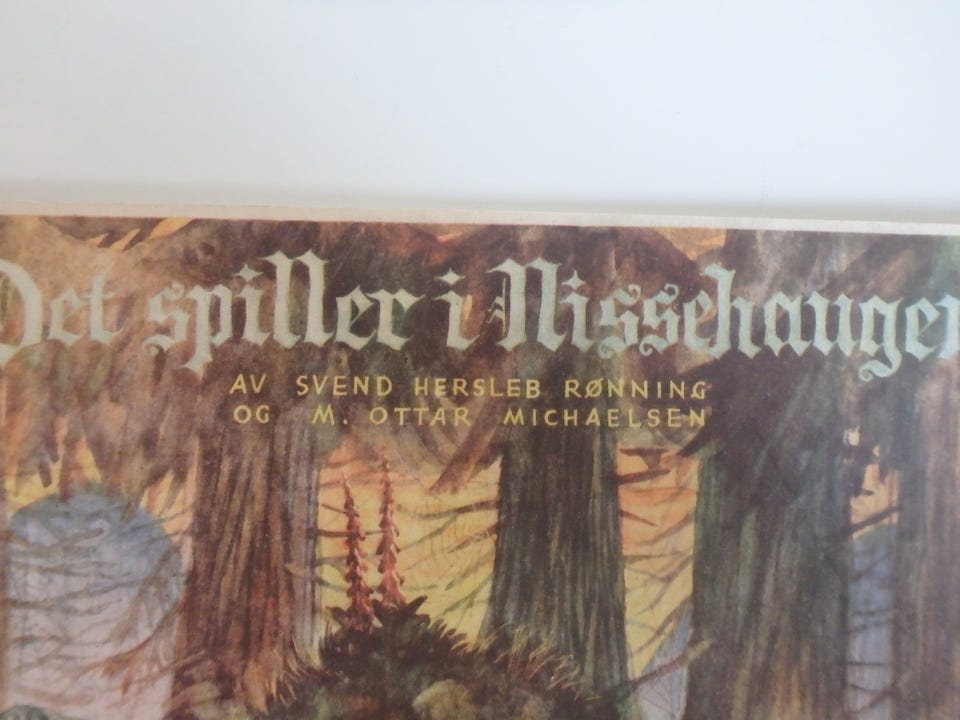 Det spiller i Nissehaugen
AV SVEND HERSLEB RØNNING
OG M. OTTAR MICHAELSEN